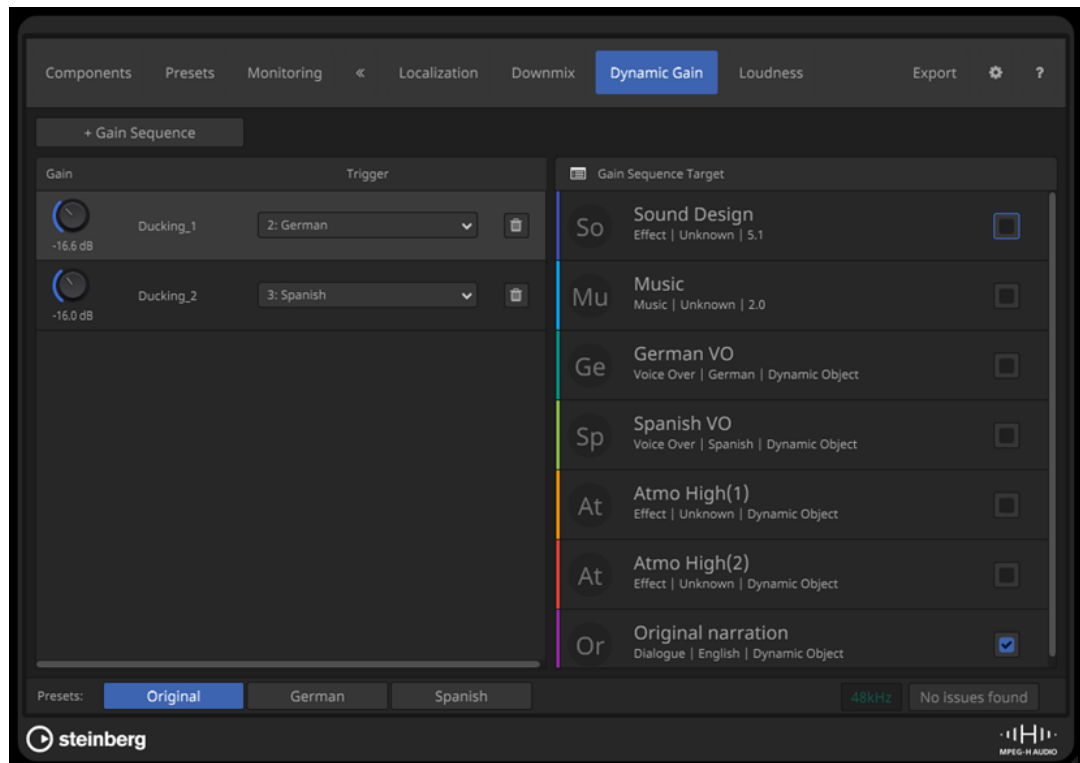 Components Presets Monitoring « Localization Downmix Dynamic Gain Loudness Export ?
+ Gain Sequence
Gain Trigger
-16.6 dB Ducking_1 2: German
-16.0 dB Ducking_2 3: Spanish
Gain Sequence Target
So Sound Design
Effect | Unknown | 5.1
Mu Music
Music | Unknown | 2.0
Ge German VO
Voice Over | German | Dynamic Object
Sp Spanish VO
Voice Over | Spanish | Dynamic Object
At Atmo High(1)
Effect | Unknown | Dynamic Object
At Atmo High(2)
Effect | Unknown | Dynamic Object
Or Original narration
Dialogue | English | Dynamic Object
Presets: Original German Spanish 48kHz No issues found
steinberg
MPEG-H AUDIO